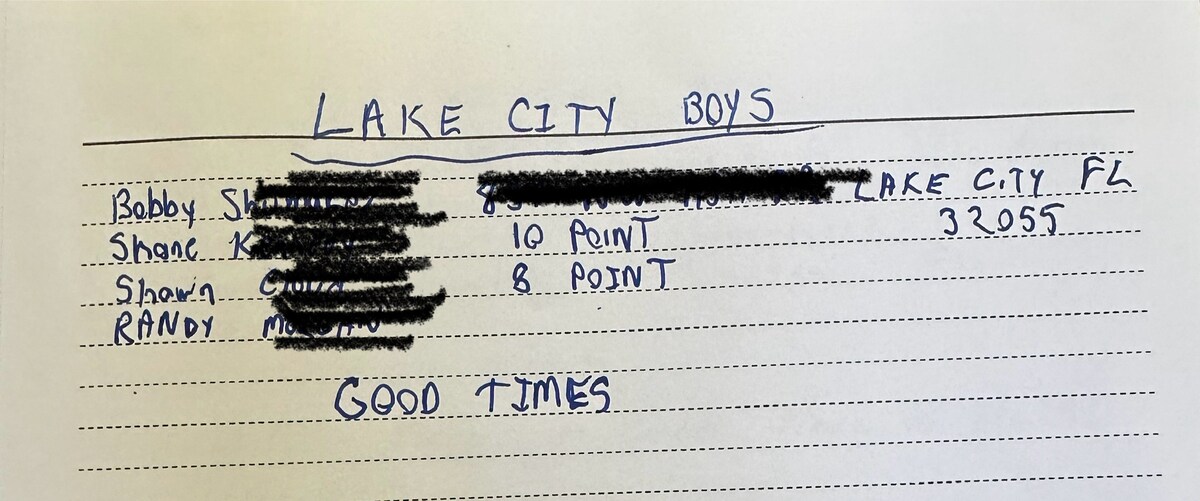 LAKE CITY BOYS
Bobby LAKE CITY FL
Shane 10 POINT 32055
Shawn 8 POINT
RANDY
GOOD TIMES